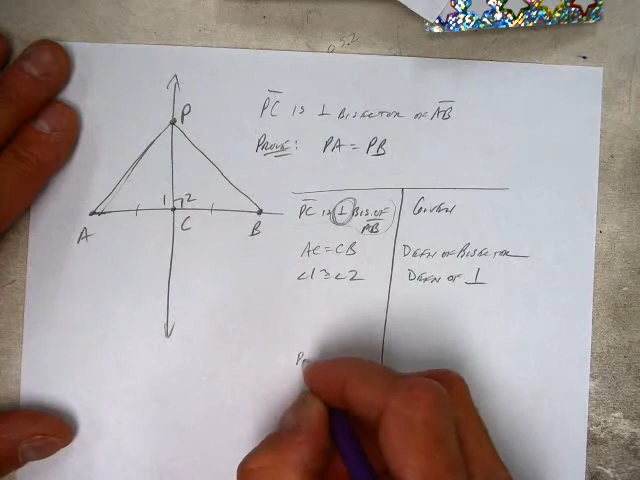 PC IS ⊥ BISECTOR OF AB
PROVE: PA = PB
P
1 2
A
C
B
PC IS ⊥ BIS. OF AB
GIVEN
AC = CB
DEFN OF BISECTOR
<1 ≅ <2
DEFN OF ⊥
P